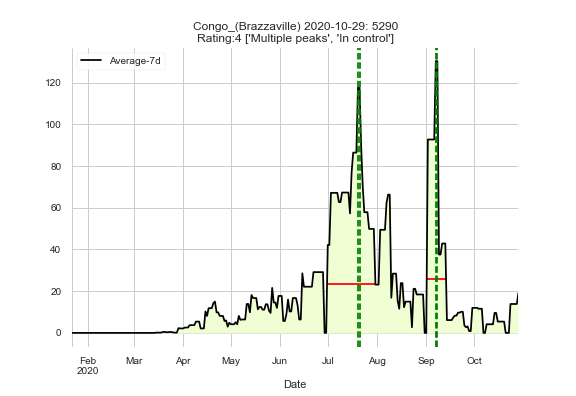 Congo_(Brazzaville) 2020-10-29: 5290
Rating:4 ['Multiple peaks', 'In control']
Average-7d
120
100
80
60
40
20
0
Feb Mar Apr May Jun Jul Aug Sep Oct
2020
Date